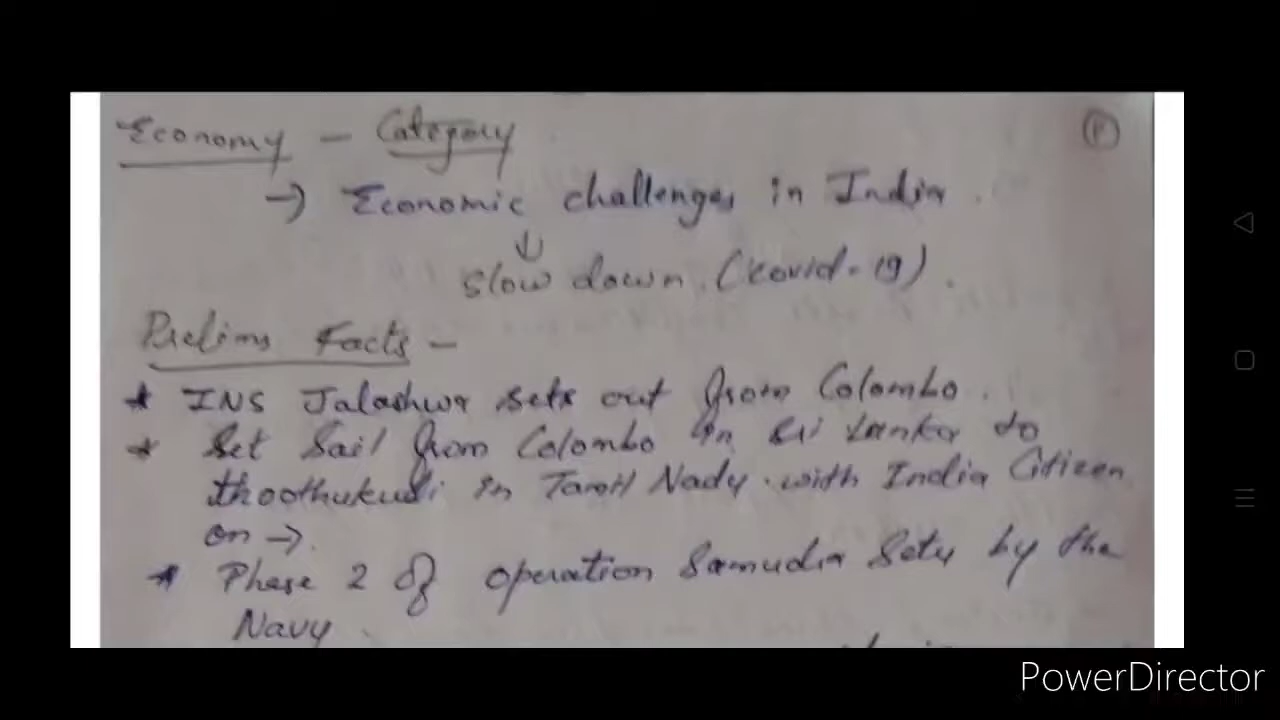 Economy - Category
(P)
→ Economic challenges in India.
↓
slow down. (Covid-19).
Prelims Facts -
* INS Jalashwa sets out from Colombo.
* Set Sail from Colombo in Sri Lanka to
thoothukudi in Tamil Nadu. with India Citizen
on →.
* Phase 2 of operation Samudra Setu by the
Navy.
PowerDirector